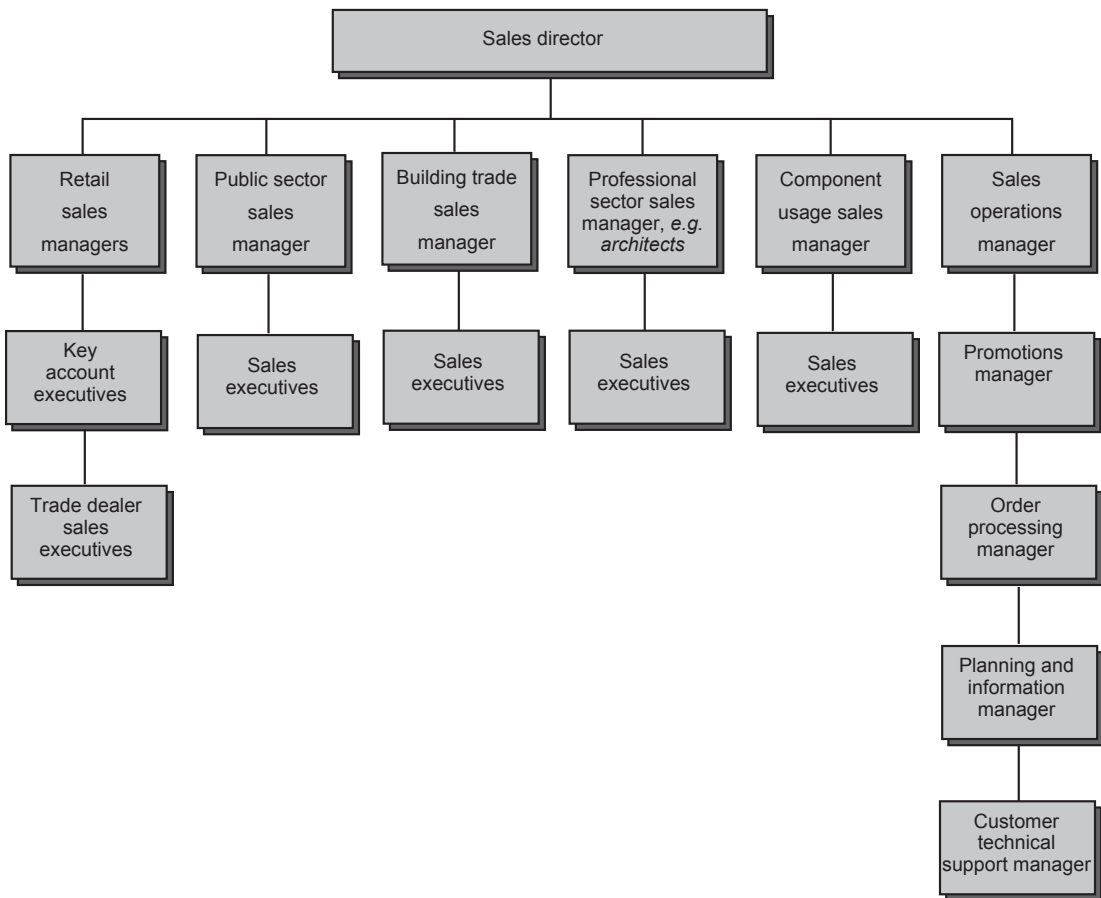 Sales director
Retail
sales
managers
Public sector
sales
manager
Building trade
sales
manager
Professional
sector sales
manager, e.g.
architects
Component
usage sales
manager
Sales
operations
manager
Key
account
executives
Sales
executives
Sales
executives
Sales
executives
Sales
executives
Promotions
manager
Trade dealer
sales
executives
Order
processing
manager
Planning and
information
manager
Customer
technical
support manager